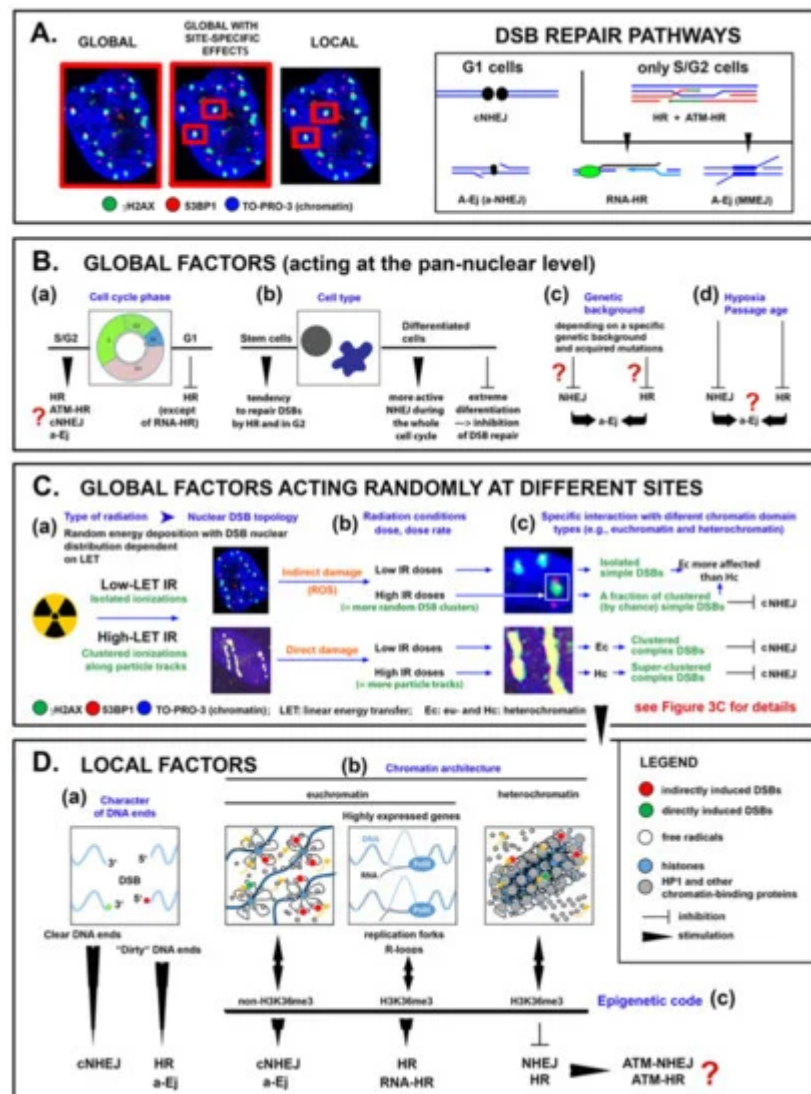 A.
GLOBAL
GLOBAL WITH
SITE-SPECIFIC
EFFECTS
LOCAL
γH2AX
53BP1
TO-PRO-3 (chromatin)
DSB REPAIR PATHWAYS
G1 cells
only S/G2 cells
cNHEJ
HR + ATM-HR
A-Ej (a-NHEJ)
RNA-HR
A-Ej (MMEJ)
B. GLOBAL FACTORS (acting at the pan-nuclear level)
(a)
Cell cycle phase
S/G2
G1
?
HR
ATM-HR
cNHEJ
a-Ej
HR
(except
of RNA-HR)
(b)
Cell type
Stem cells
Differentiated
cells
tendency
to repair DSBs
by HR and in G2
more active
NHEJ during
the whole
cell cycle
extreme
diferentiation
—> inhibition
of DSB repair
(c)
Genetic
background
depending on a specific
genetic background
and acquired mutations
?
?
NHEJ
HR
a-Ej
(d)
Hypoxia
Passage age
NHEJ
?
HR
a-Ej
C. GLOBAL FACTORS ACTING RANDOMLY AT DIFFERENT SITES
(a)
Type of radiation
Nuclear DSB topology
Random energy deposition with DSB nuclear
distribution dependent
on LET
Low-LET IR
Isolated ionizations
High-LET IR
Clustered ionizations
along particle tracks
Indirect damage
(ROS)
Direct damage
(b)
Radiation conditions
dose, dose rate
Low IR doses
High IR doses
(= more random DSB clusters)
Low IR doses
High IR doses
(= more particle tracks)
(c)
Specific interaction with diferent chromatin domain
types (e.g., euchromatin and heterochromatin)
Isolated
simple DSBs
Ec more affected
than Hc
A fraction of clustered
(by chance) simple DSBs
cNHEJ
Ec
Clustered
complex DSBs
cNHEJ
Hc
Super-clustered
complex DSBs
cNHEJ
γH2AX
53BP1
TO-PRO-3 (chromatin);
LET: linear energy transfer;
Ec: eu- and Hc: heterochromatin
see Figure 3C for details
D. LOCAL FACTORS
(a)
Character
of DNA ends
3'
5'
DSB
3'
5'
Clear DNA ends
"Dirty" DNA ends
cNHEJ
HR
a-Ej
(b)
Chromatin architecture
euchromatin
heterochromatin
Highly expressed genes
RNA
replication forks
R-loops
non-H3K36me3
H3K36me3
H3K36me3
Epigenetic code (c)
cNHEJ
a-Ej
HR
RNA-HR
NHEJ
HR
ATM-NHEJ
ATM-HR
?
LEGEND
indirectly induced DSBs
directly induced DSBs
free radicals
histones
HP1 and other
chromatin-binding proteins
inhibition
stimulation